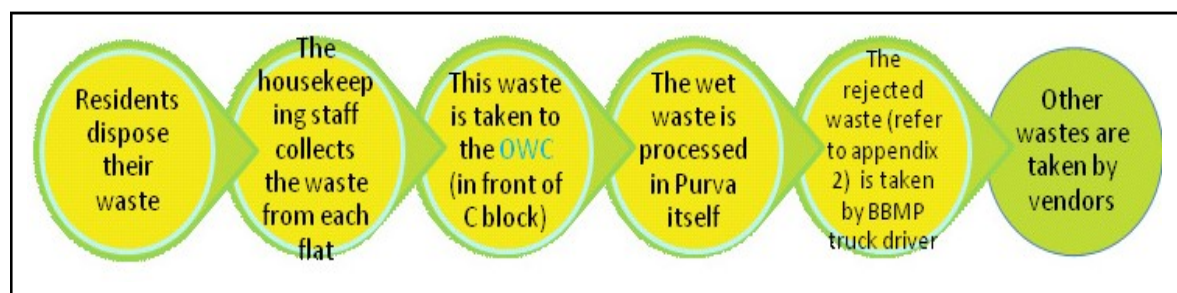 Residents
dispose
their
waste
The
housekeep
ing staff
collects
the waste
from each
flat
This waste
is taken to
the OWC
(in front of
C block)
The wet
waste is
processed
in Purva
itself
The
rejected
waste (refer
to appendix
2) is taken
by BBMP
truck driver
Other
wastes are
taken by
vendors